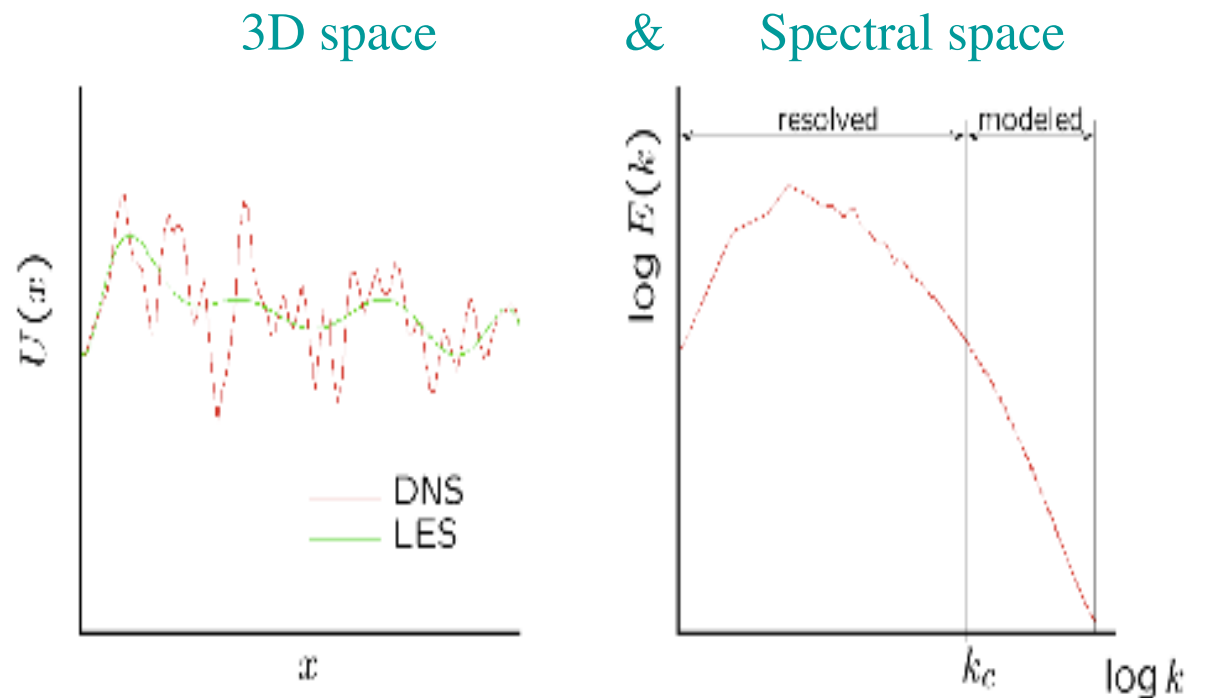 3D space & Spectral space
U(x)
DNS
LES
x
log E(k)
resolved modeled
k_c
log k